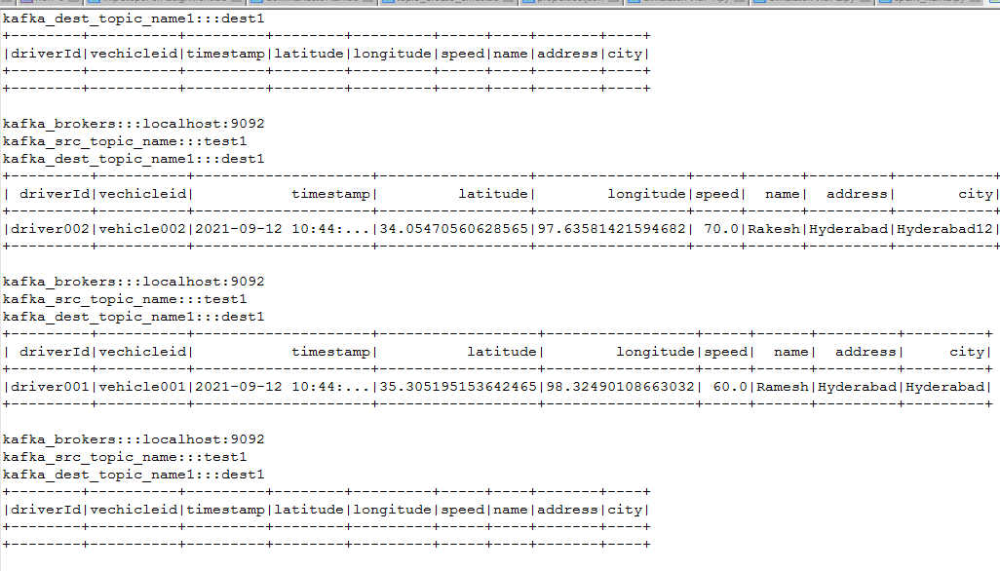 kafka_dest_topic_name1:::dest1
+--------+----------+---------+--------+---------+-----+----+-------+----+
|driverId|vechicleid|timestamp|latitude|longitude|speed|name|address|city|
+--------+----------+---------+--------+---------+-----+----+-------+----+
+--------+----------+---------+--------+---------+-----+----+-------+----+
kafka_brokers:::localhost:9092
kafka_src_topic_name:::test1
kafka_dest_topic_name1:::dest1
+---------+----------+--------------------+-----------------+-----------------+-----+------+---------+-----------+
| driverId|vechicleid|           timestamp|         latitude|        longitude|speed|  name|  address|       city|
+---------+----------+--------------------+-----------------+-----------------+-----+------+---------+-----------+
|driver002|vehicle002|2021-09-12 10:44:...|34.05470560628565|97.63581421594682| 70.0|Rakesh|Hyderabad|Hyderabad12|
+---------+----------+--------------------+-----------------+-----------------+-----+------+---------+-----------+
kafka_brokers:::localhost:9092
kafka_src_topic_name:::test1
kafka_dest_topic_name1:::dest1
+---------+----------+--------------------+------------------+-----------------+-----+------+---------+---------+
| driverId|vechicleid|           timestamp|          latitude|        longitude|speed|  name|  address|     city|
+---------+----------+--------------------+------------------+-----------------+-----+------+---------+---------+
|driver001|vehicle001|2021-09-12 10:44:...|35.305195153642465|98.32490108663032| 60.0|Ramesh|Hyderabad|Hyderabad|
+---------+----------+--------------------+------------------+-----------------+-----+------+---------+---------+
kafka_brokers:::localhost:9092
kafka_src_topic_name:::test1
kafka_dest_topic_name1:::dest1
+--------+----------+---------+--------+---------+-----+----+-------+----+
|driverId|vechicleid|timestamp|latitude|longitude|speed|name|address|city|
+--------+----------+---------+--------+---------+-----+----+-------+----+
+--------+----------+---------+--------+---------+-----+----+-------+----+